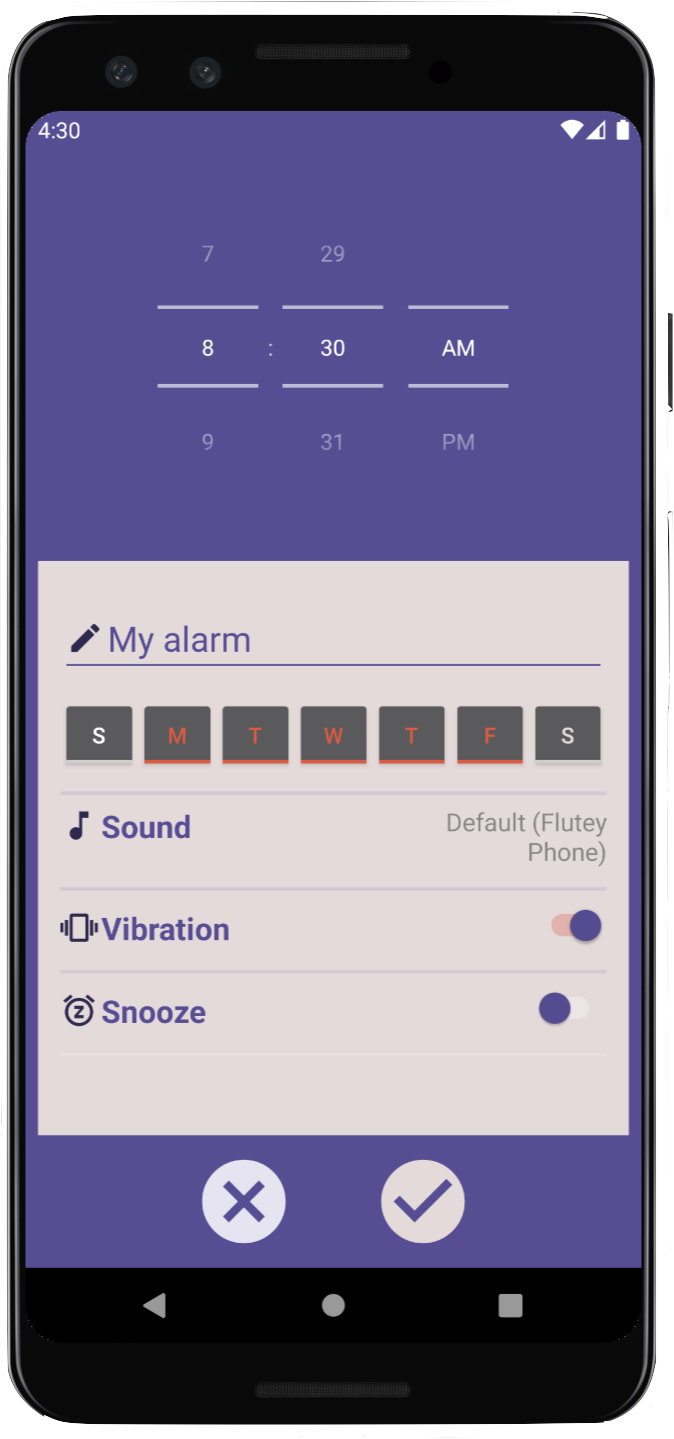 4:30
7 29
8 : 30 AM
9 31 PM
My alarm
S M T W T F S
Sound Default (Flutey
Phone)
Vibration
Z Snooze